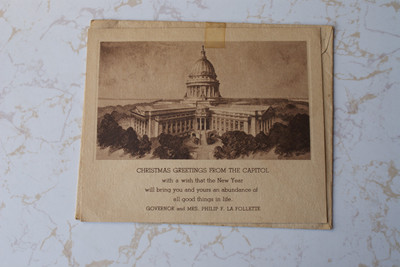 CHRISTMAS GREETINGS FROM THE CAPITOL
with a wish that the New Year
will bring you and yours an abundance of
all good things in life.
GOVERNOR and MRS. PHILIP F. LA FOLLETTE